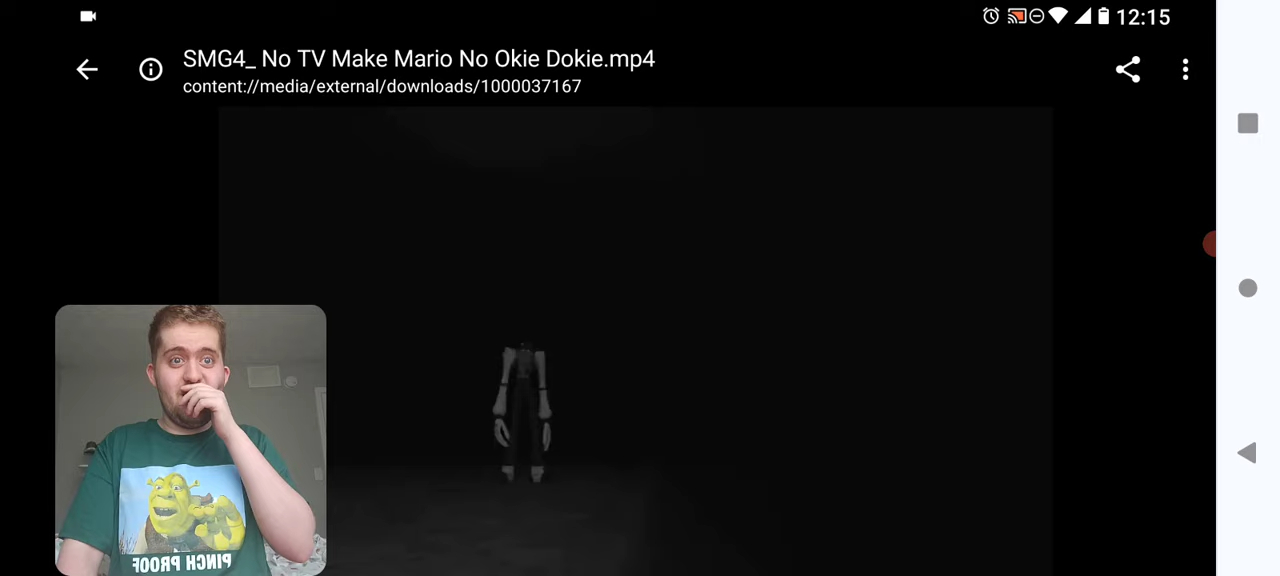 12:15
SMG4_ No TV Make Mario No Okie Dokie.mp4
content://media/external/downloads/1000037167
PINCH PROOF